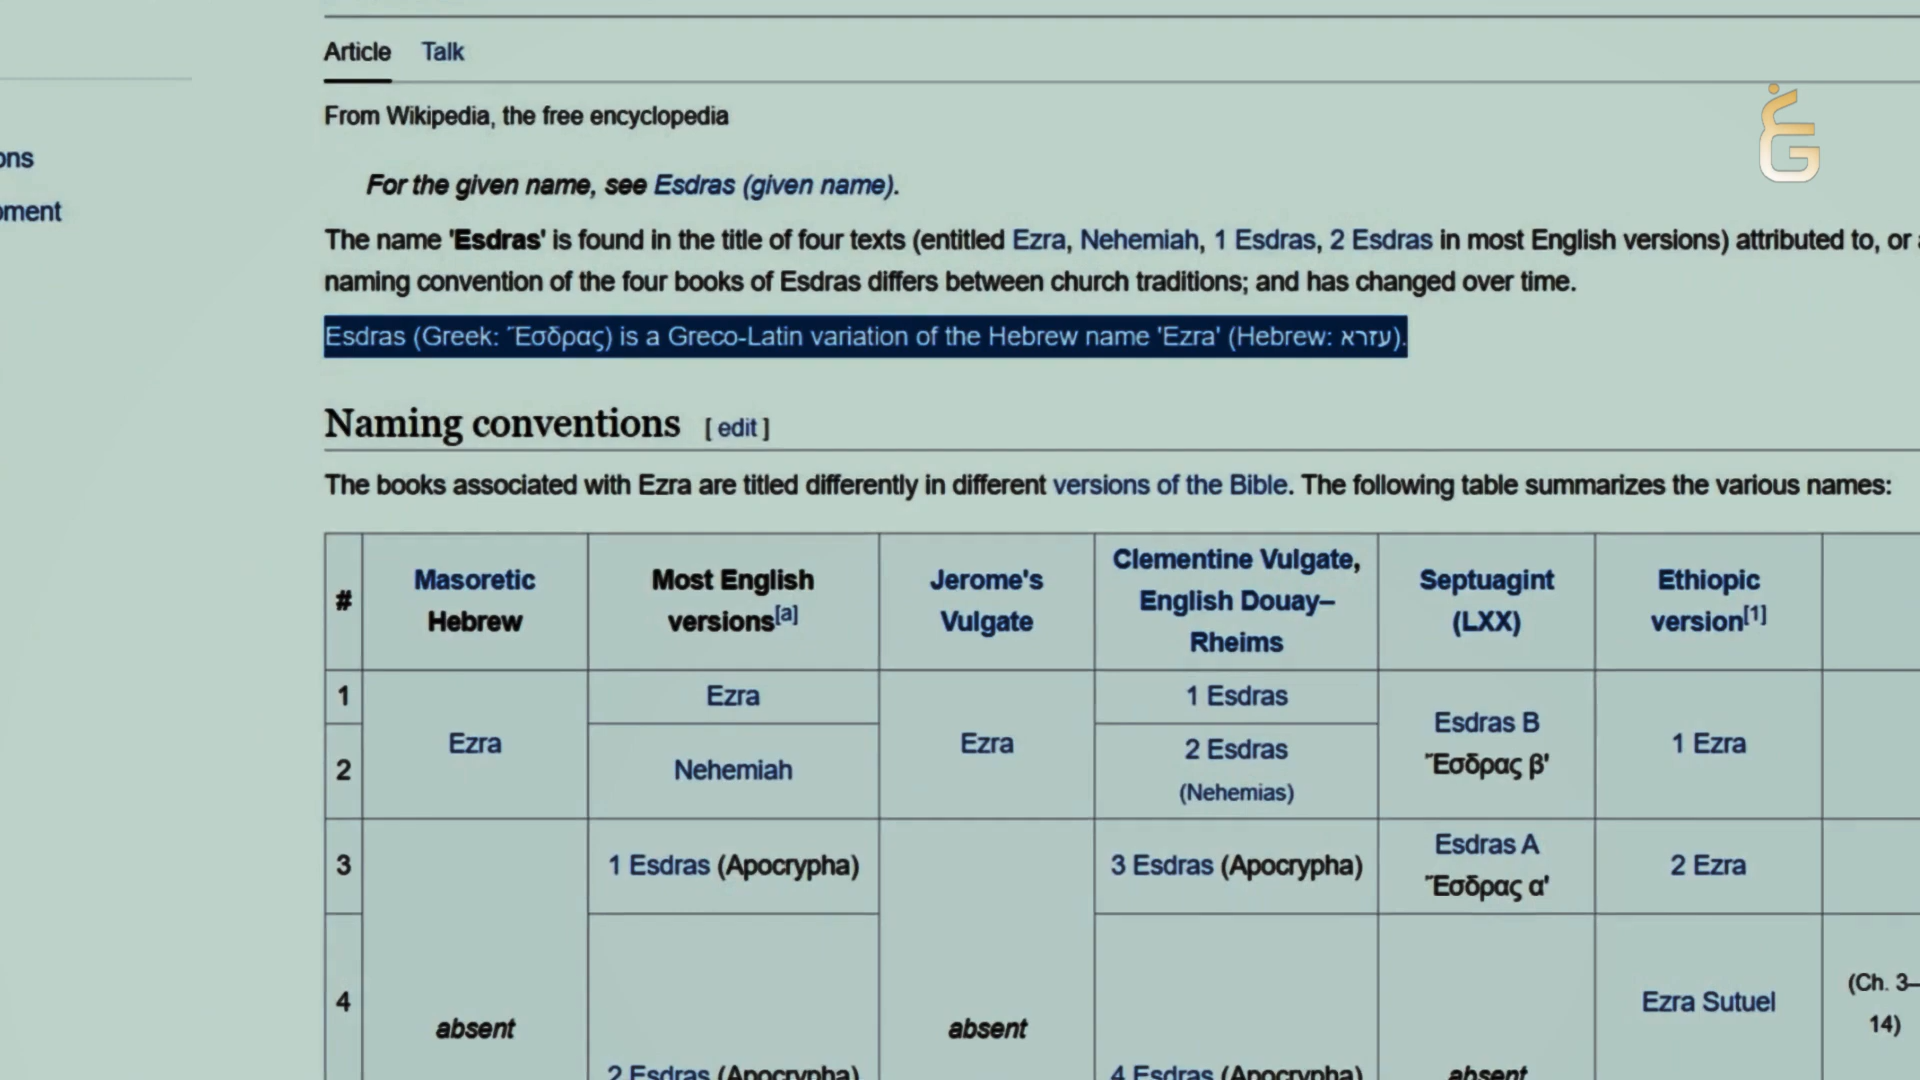 Article Talk
From Wikipedia, the free encyclopedia
ons
For the given name, see Esdras (given name).
oment
The name 'Esdras' is found in the title of four texts (entitled Ezra, Nehemiah, 1 Esdras, 2 Esdras in most English versions) attributed to, or
naming convention of the four books of Esdras differs between church traditions; and has changed over time.
Esdras (Greek: Ἔσδρας) is a Greco-Latin variation of the Hebrew name 'Ezra' (Hebrew: עזרא).
Naming conventions [ edit ]
The books associated with Ezra are titled differently in different versions of the Bible. The following table summarizes the various names:
# Masoretic Hebrew Most English versions[a] Jerome's Vulgate Clementine Vulgate, English Douay–Rheims Septuagint (LXX) Ethiopic version[1]
1 Ezra Ezra Ezra 1 Esdras Esdras B Ἔσδρας β' 1 Ezra
2 Nehemiah 2 Esdras (Nehemias)
3 absent 1 Esdras (Apocrypha) absent 3 Esdras (Apocrypha) Esdras A Ἔσδρας α' 2 Ezra
4 2 Esdras (Apocrypha) 4 Esdras (Apocrypha) absent Ezra Sutuel (Ch. 3–14)